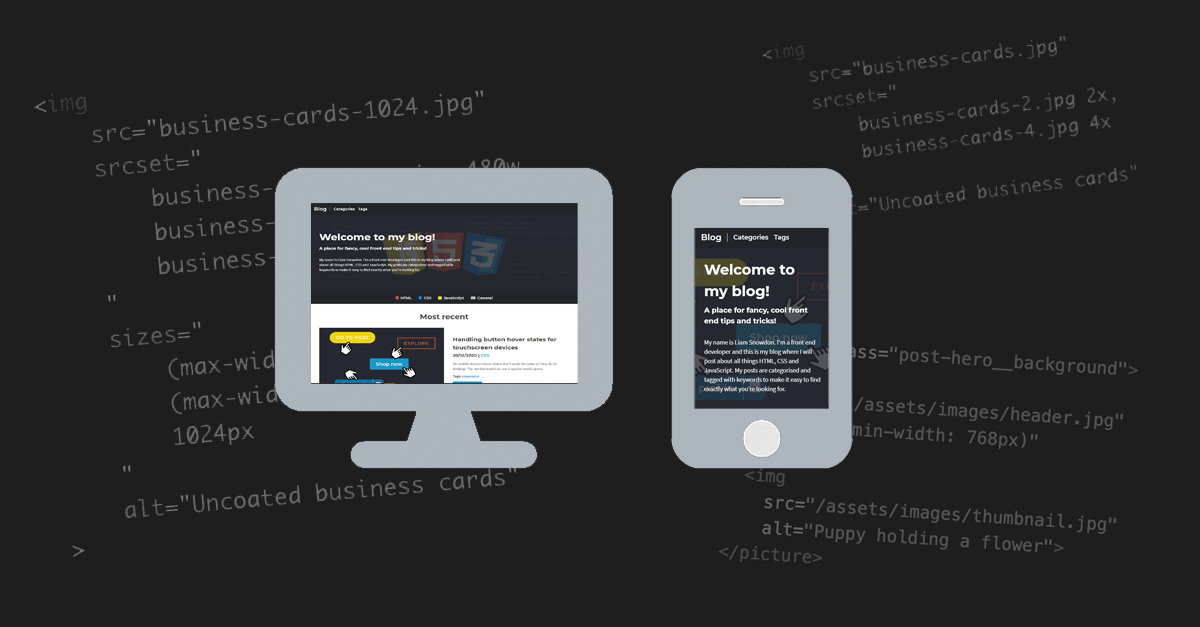 <img
src="business-cards-1024.jpg"
srcset="
480w
business-
business-
business-
"
sizes="
(max-wid
(max-wid
1024px
"
alt="Uncoated business cards"
>
Blog | Categories Tags
Welcome to my blog!
A place for fancy, cool front end tips and tricks!
My name is Liam Snowdon. I'm a front end developer and this is my blog where I will post
about all things HTML, CSS and JavaScript. My posts are categorised and tagged with
keywords to make it easy to find exactly what you're looking for.
HTML CSS JavaScript General
Most recent
GO TO POST
EXPLORE
Shop now
Handling button hover states for
touchscreen devices
20/12/2020 | CSS
Tags
<img
src="business-cards.jpg"
srcset="
business-cards-2.jpg 2x,
business-cards-4.jpg 4x
="Uncoated business cards"
Blog | Categories Tags
Welcome to
my blog!
A place for fancy, cool front
end tips and tricks!
My name is Liam Snowdon. I'm a front end
developer and this is my blog where I will
post about all things HTML, CSS and
JavaScript. My posts are categorised and
tagged with keywords to make it easy to find
exactly what you're looking for.
EX
Shop now
ass="post-hero__background">
/assets/images/header.jpg"
min-width: 768px)"
<img
src="/assets/images/thumbnail.jpg"
alt="Puppy holding a flower">
</picture>